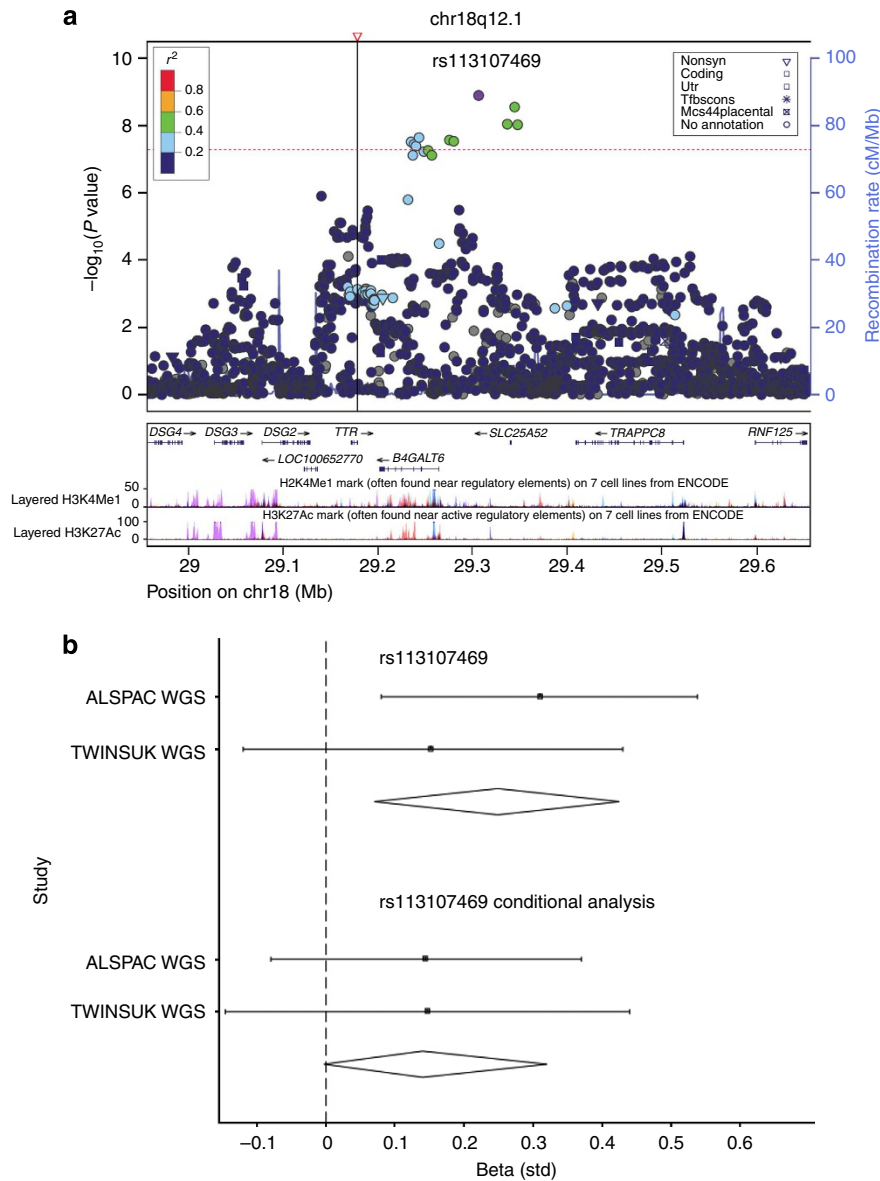 a
chr18q12.1
rs113107469
r²
0.8
0.6
0.4
0.2
Nonsyn
Coding
Utr
Tfbscons
Mcs44placental
No annotation
10
8
6
4
2
0
–log10(P value)
100
80
60
40
20
0
Recombination rate (cM/Mb)
DSG4→ DSG3→ DSG2→ TTR→ ←SLC25A52 ←TRAPPC8 RNF125→
←LOC100652770 ←B4GALT6
H2K4Me1 mark (often found near regulatory elements) on 7 cell lines from ENCODE
Layered H3K4Me1
50
0
H3K27Ac mark (often found near active regulatory elements) on 7 cell lines from ENCODE
Layered H3K27Ac
100
0
29 29.1 29.2 29.3 29.4 29.5 29.6
Position on chr18 (Mb)
b
rs113107469
ALSPAC WGS
TWINSUK WGS
Study
rs113107469 conditional analysis
ALSPAC WGS
TWINSUK WGS
–0.1 0 0.1 0.2 0.3 0.4 0.5 0.6
Beta (std)